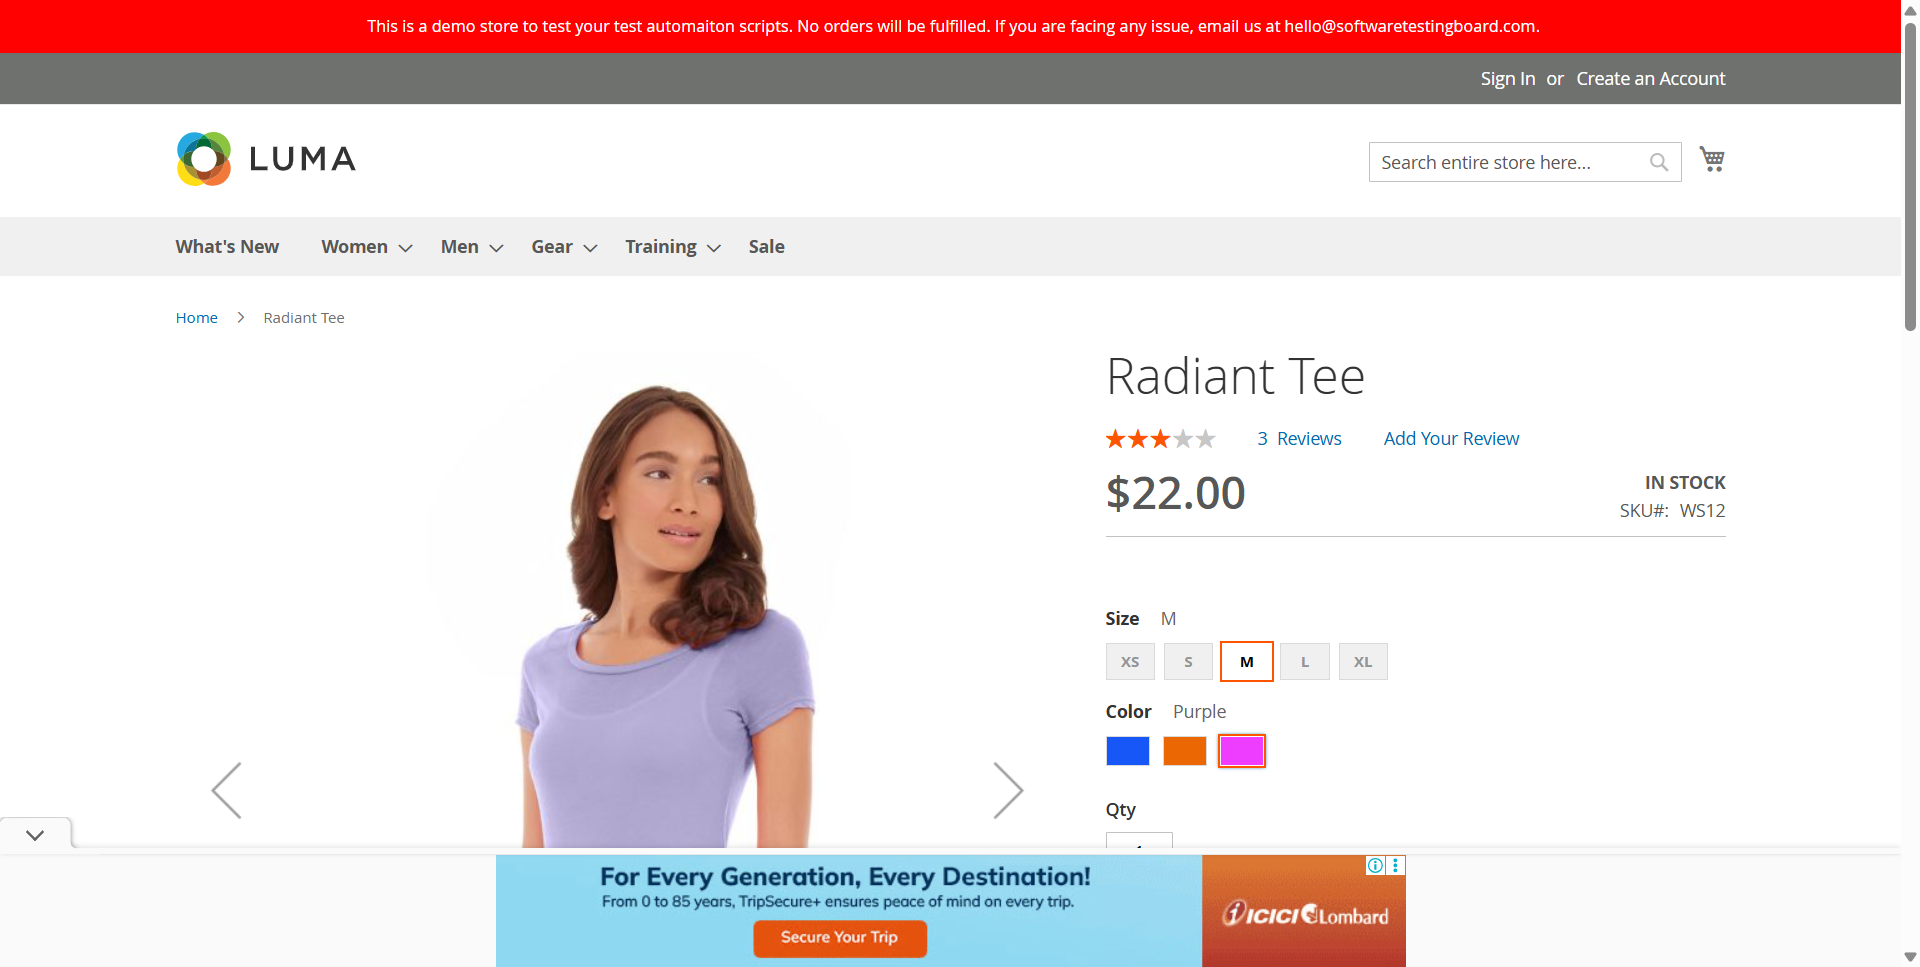 This is a demo store to test your test automaiton scripts. No orders will be fulfilled. If you are facing any issue, email us at hello@softwaretestingboard.com.
Sign In or Create an Account
LUMA
Search entire store here...
What's New Women Men Gear Training Sale
Home Radiant Tee
Radiant Tee
3 Reviews Add Your Review
$22.00
IN STOCK
SKU#: WS12
Size M
XS S M L XL
Color Purple
Qty
For Every Generation, Every Destination!
From 0 to 85 years, TripSecure+ ensures peace of mind on every trip.
Secure Your Trip
ICICI Lombard